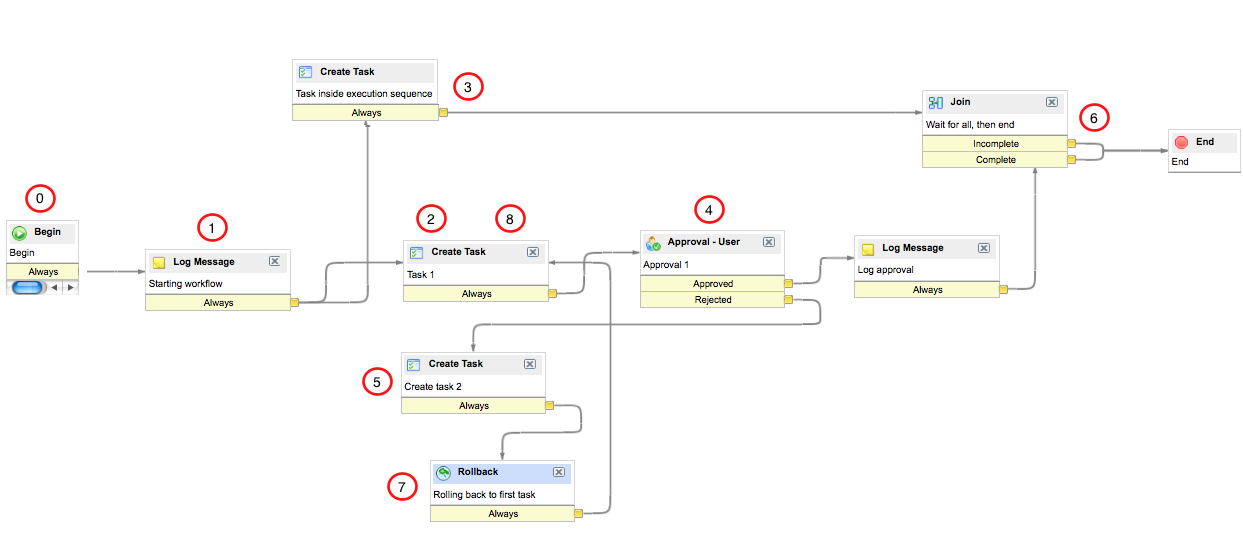 Create Task
Task inside execution sequence
Always
3
Join
Wait for all, then end
Incomplete
Complete
6
End
End
0
Begin
Begin
Always
1
Log Message
Starting workflow
Always
2
8
Create Task
Task 1
Always
4
Approval - User
Approval 1
Approved
Rejected
Log Message
Log approval
Always
5
Create Task
Create task 2
Always
7
Rollback
Rolling back to first task
Always